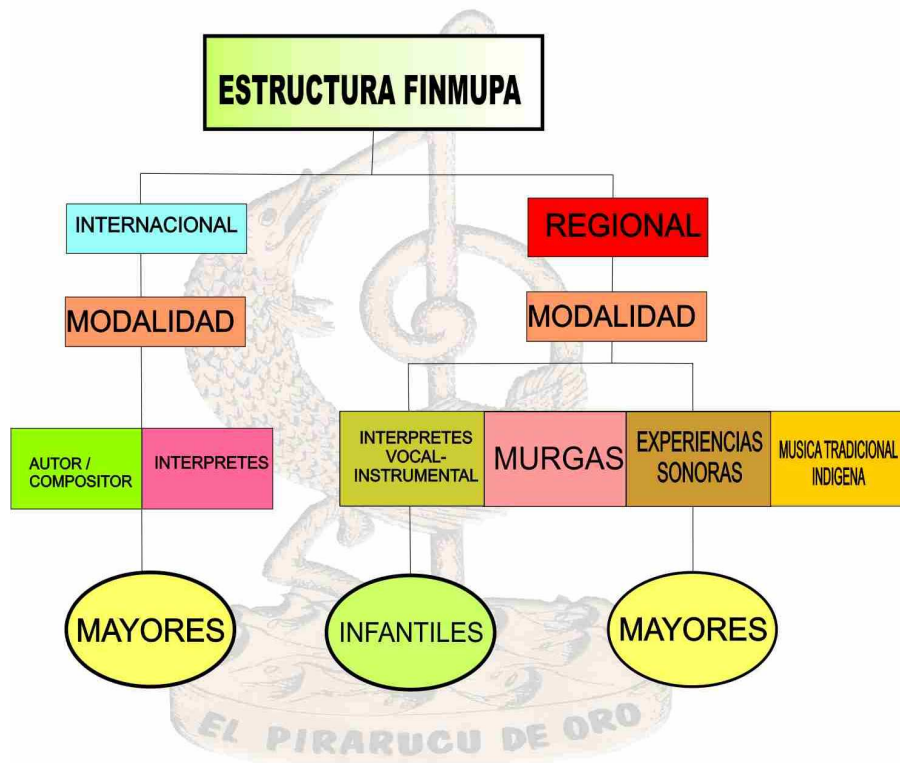 ESTRUCTURA FINMUPA
INTERNACIONAL
REGIONAL
MODALIDAD
MODALIDAD
AUTOR /
COMPOSITOR
INTERPRETES
INTERPRETES
VOCAL-
INSTRUMENTAL
MURGAS
EXPERIENCIAS
SONORAS
MUSICA TRADICIONAL
INDIGENA
MAYORES
INFANTILES
MAYORES
EL PIRARUCU DE ORO